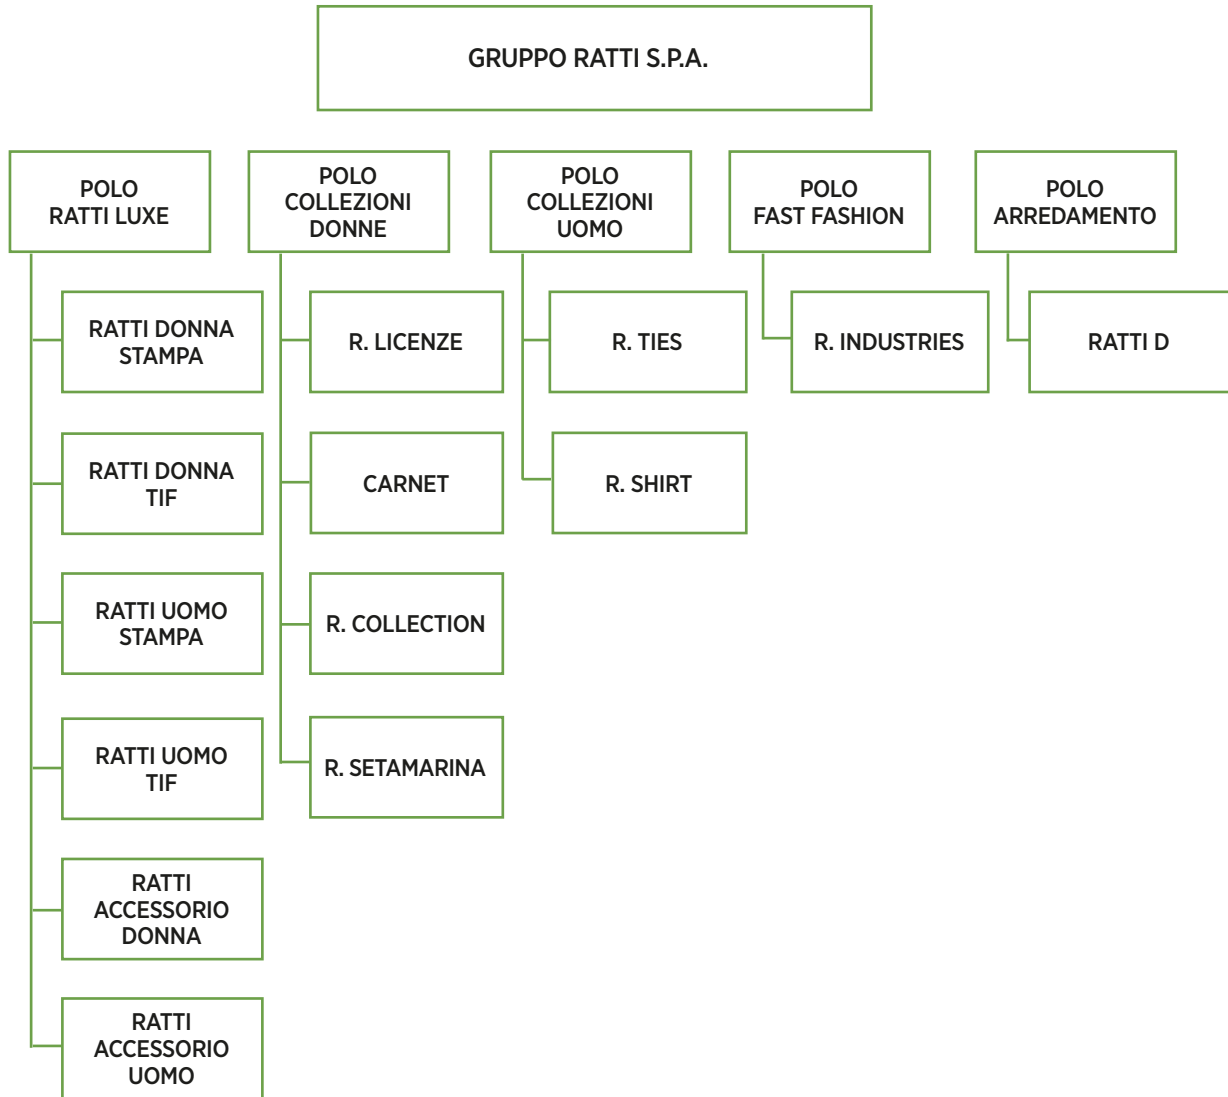 GRUPPO RATTI S.P.A.
POLO
RATTI LUXE
POLO
COLLEZIONI
DONNE
POLO
COLLEZIONI
UOMO
POLO
FAST FASHION
POLO
ARREDAMENTO
RATTI DONNA
STAMPA
R. LICENZE
R. TIES
R. INDUSTRIES
RATTI D
RATTI DONNA
TIF
CARNET
R. SHIRT
RATTI UOMO
STAMPA
R. COLLECTION
RATTI UOMO
TIF
R. SETAMARINA
RATTI
ACCESSORIO
DONNA
RATTI
ACCESSORIO
UOMO